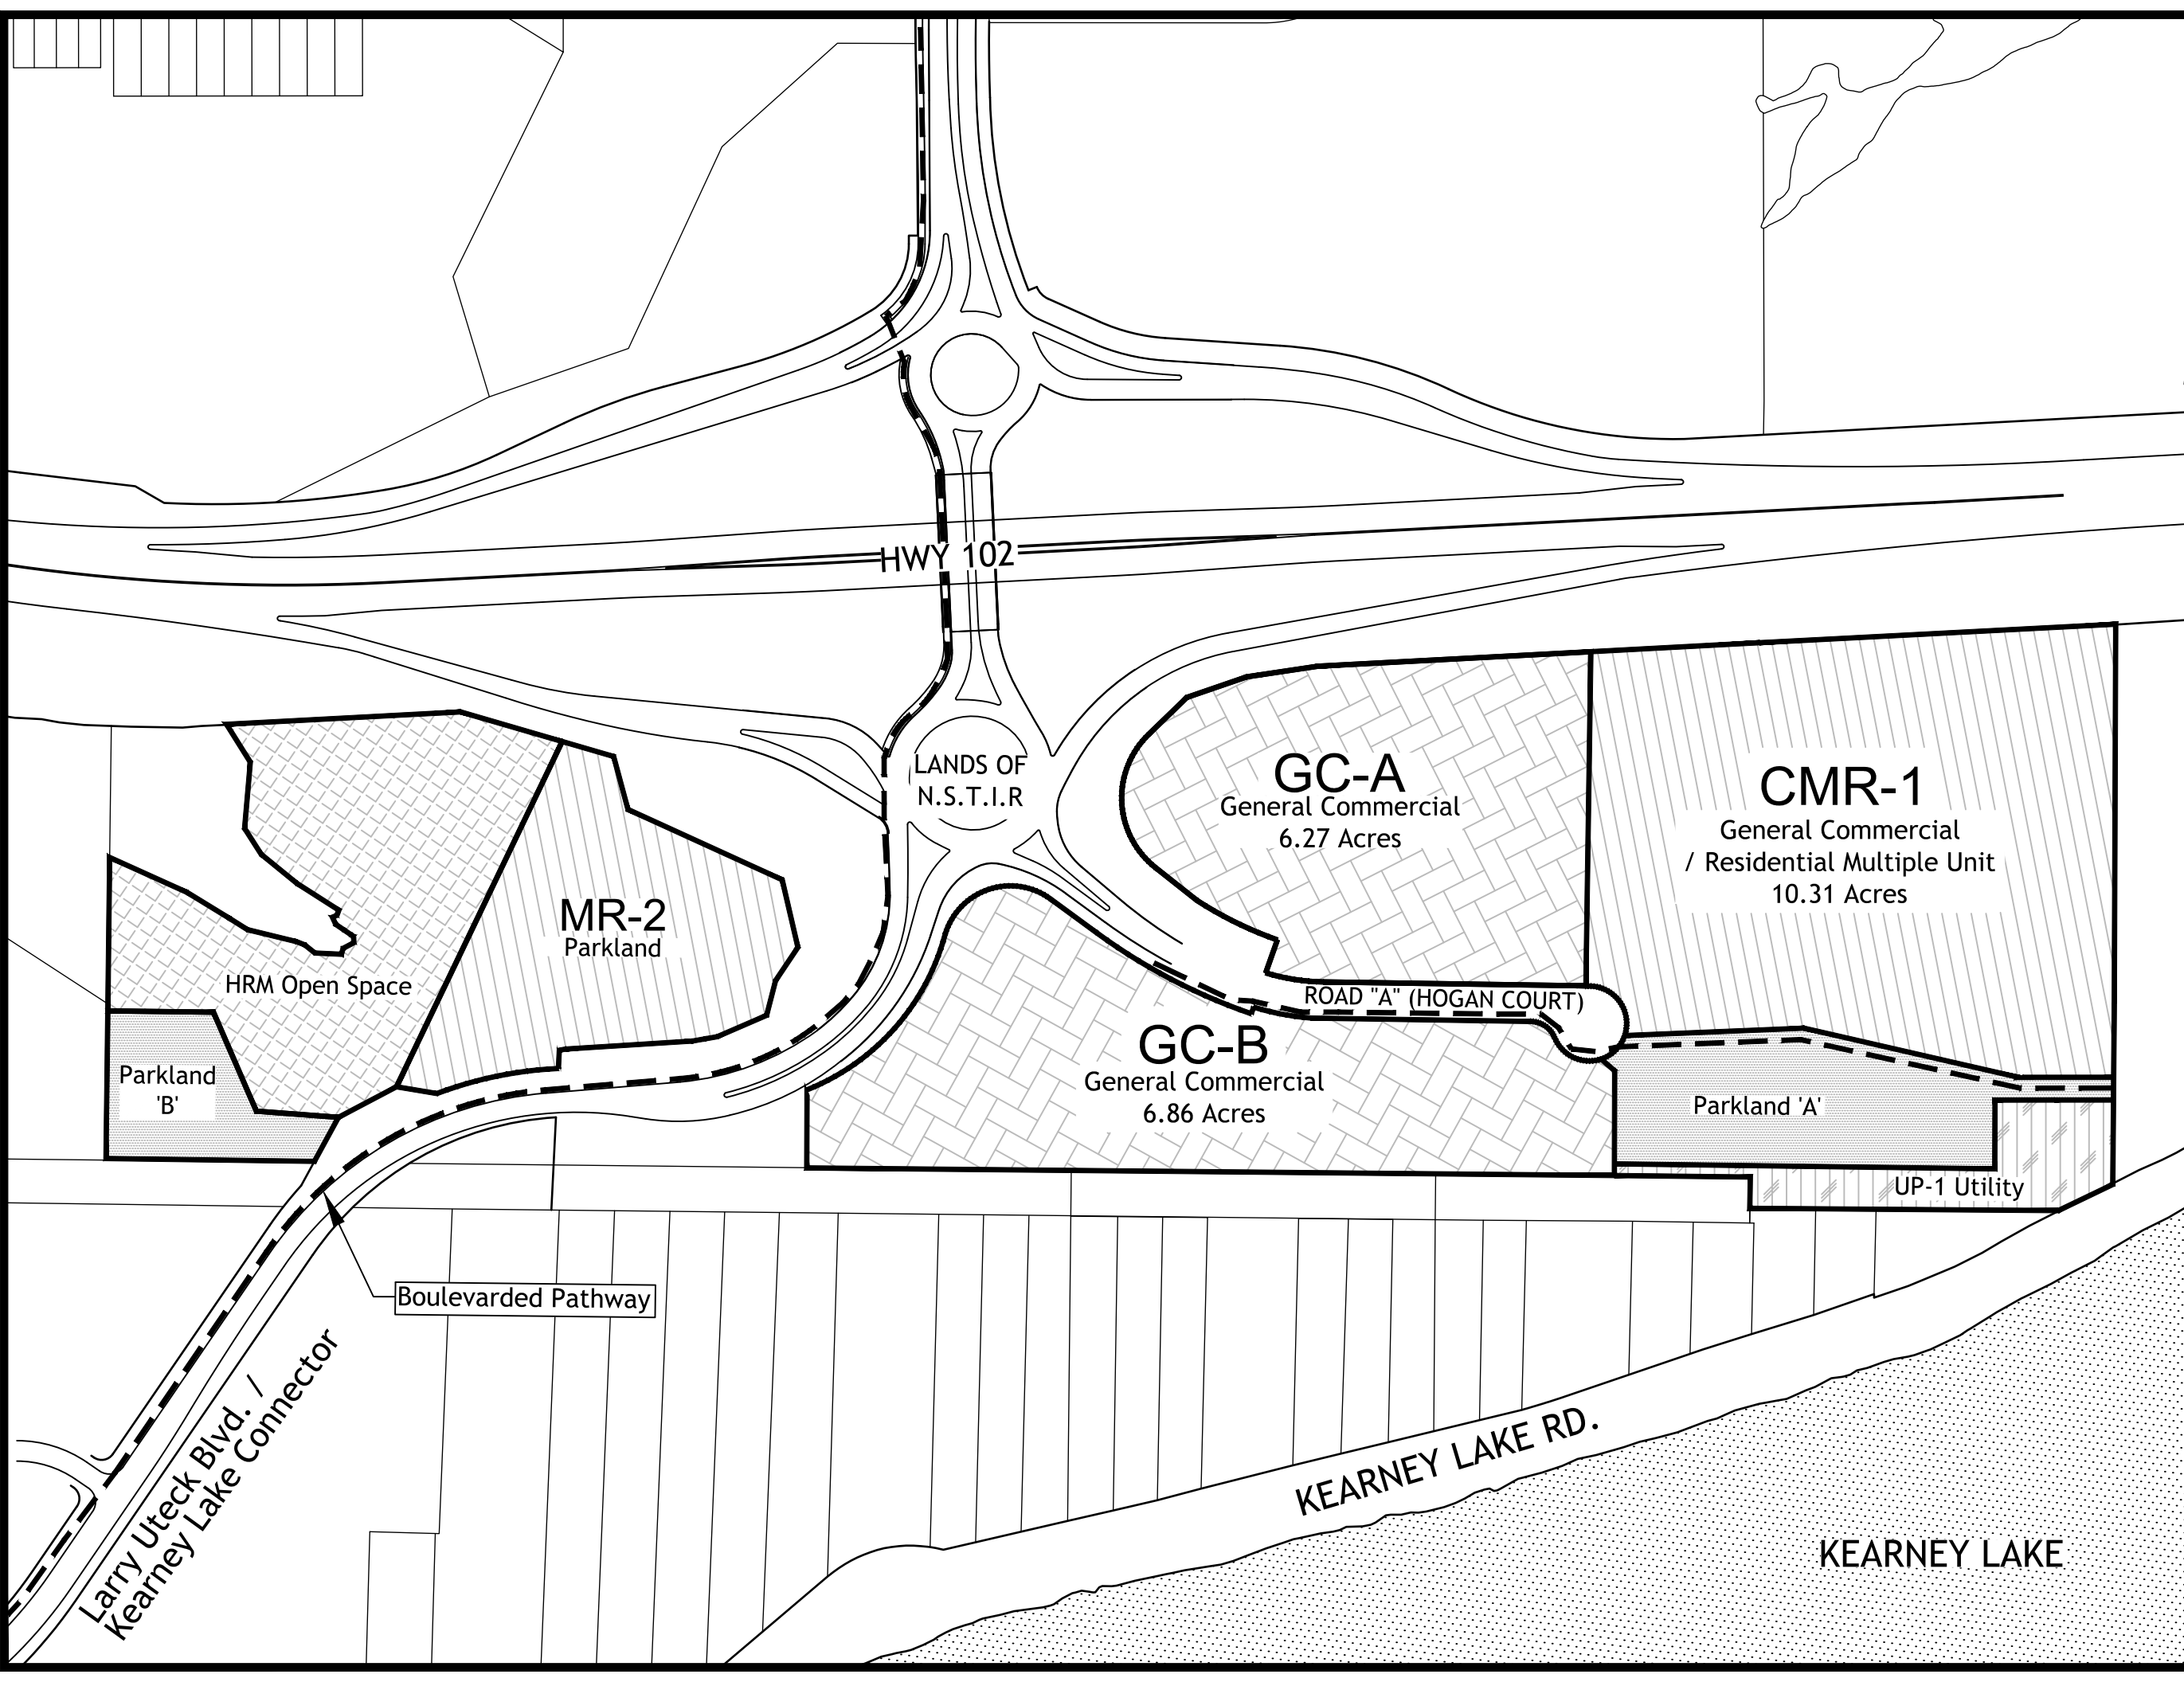 HWY 102
LANDS OF
N.S.T.I.R
GC-A
General Commercial
6.27 Acres
CMR-1
General Commercial
/ Residential Multiple Unit
10.31 Acres
MR-2
Parkland
HRM Open Space
ROAD "A" (HOGAN COURT)
GC-B
General Commercial
6.86 Acres
Parkland
'B'
Parkland 'A'
UP-1 Utility
Boulevarded Pathway
Larry Uteck Blvd. /
Kearney Lake Connector
KEARNEY LAKE RD.
KEARNEY LAKE